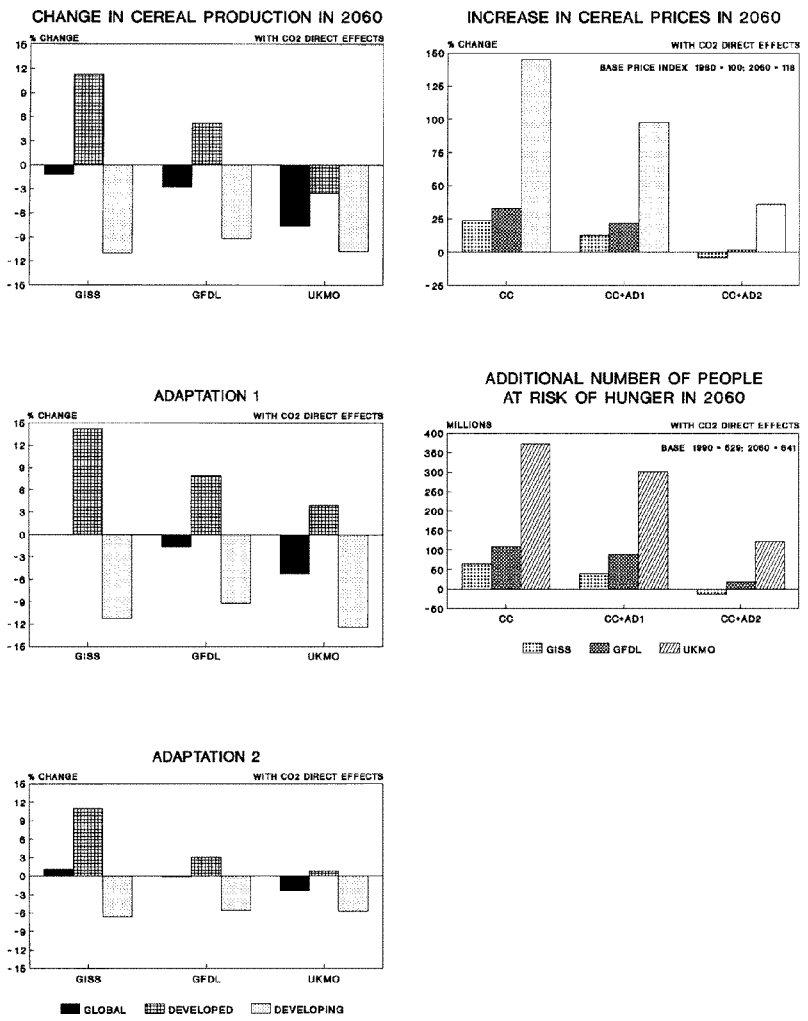 CHANGE IN CEREAL PRODUCTION IN 2060
% CHANGE WITH CO2 DIRECT EFFECTS
15
12
9
6
3
0
-3
-6
-9
-12
-15
GISS GFDL UKMO
ADAPTATION 1
% CHANGE WITH CO2 DIRECT EFFECTS
15
12
9
6
3
0
-3
-6
-9
-12
-15
GISS GFDL UKMO
ADAPTATION 2
% CHANGE WITH CO2 DIRECT EFFECTS
15
12
9
6
3
0
-3
-6
-9
-12
-15
GISS GFDL UKMO
GLOBAL DEVELOPED DEVELOPING
INCREASE IN CEREAL PRICES IN 2060
% CHANGE WITH CO2 DIRECT EFFECTS
BASE PRICE INDEX 1980 = 100; 2060 = 118
150
125
100
75
50
25
0
-25
CC CC+AD1 CC+AD2
ADDITIONAL NUMBER OF PEOPLE
AT RISK OF HUNGER IN 2060
MILLIONS WITH CO2 DIRECT EFFECTS
BASE 1990 = 529; 2060 = 641
400
350
300
250
200
150
100
50
0
-50
CC CC+AD1 CC+AD2
GISS GFDL UKMO